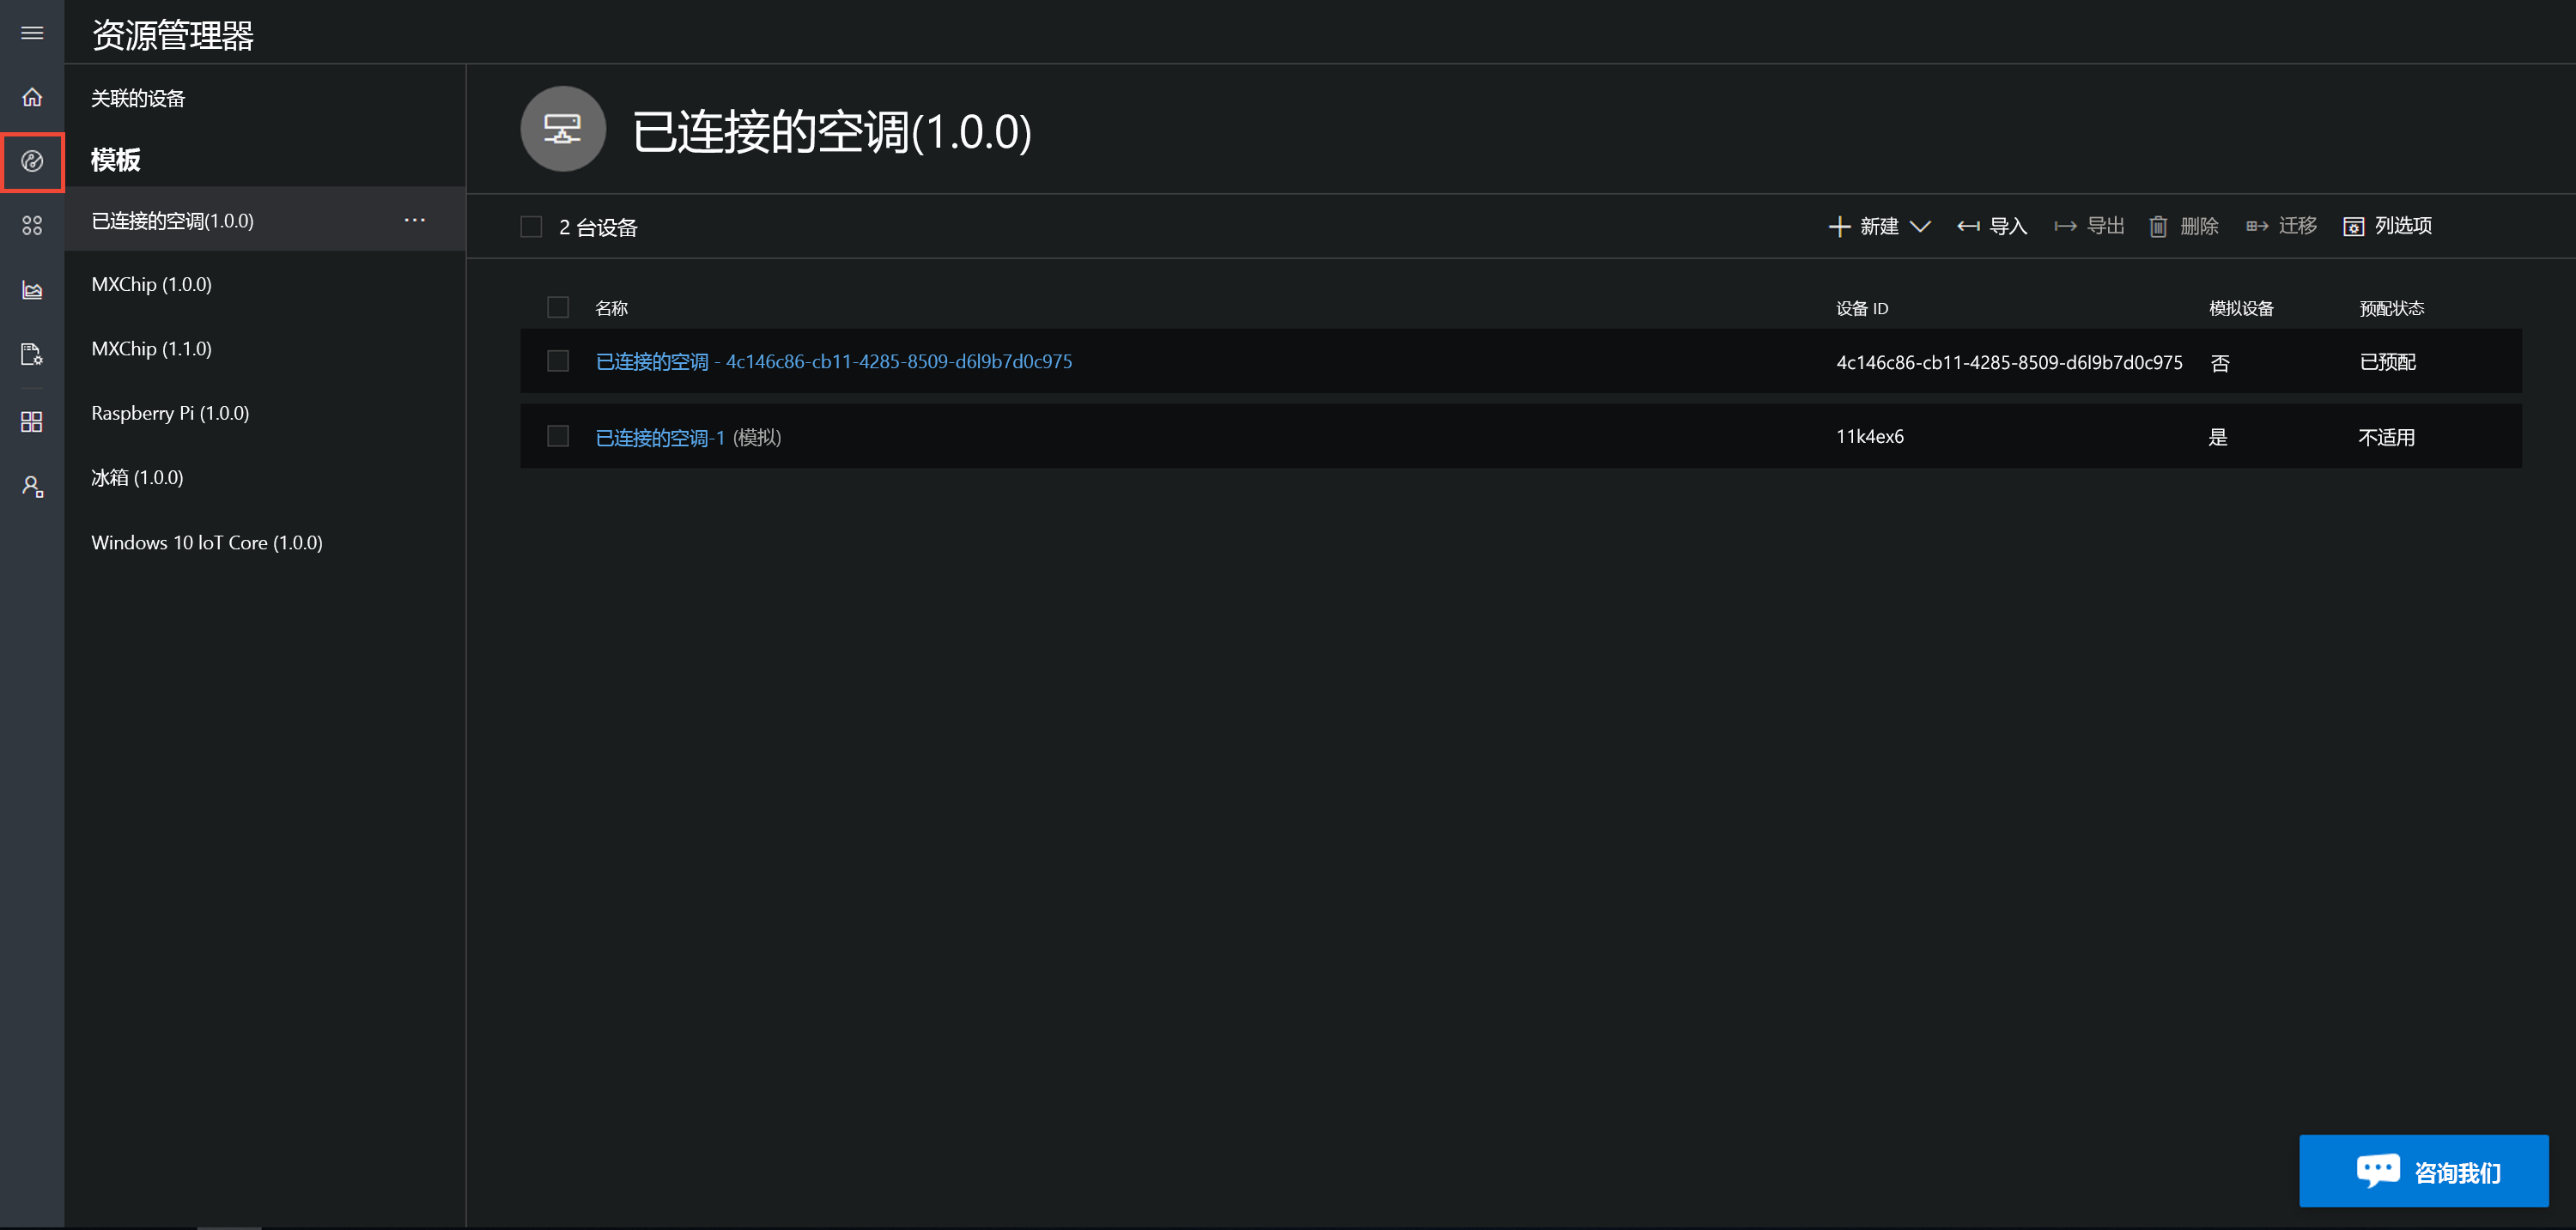 资源管理器
关联的设备
模板
已连接的空调(1.0.0)
MXChip (1.0.0)
MXChip (1.1.0)
Raspberry Pi (1.0.0)
冰箱 (1.0.0)
Windows 10 loT Core (1.0.0)
已连接的空调(1.0.0)
2 台设备 新建 导入 导出 删除 迁移 列选项
名称 设备 ID 模拟设备 预配状态
已连接的空调 - 4c146c86-cb11-4285-8509-d6l9b7d0c975 4c146c86-cb11-4285-8509-d6l9b7d0c975 否 已预配
已连接的空调-1 (模拟) 11k4ex6 是 不适用
咨询我们